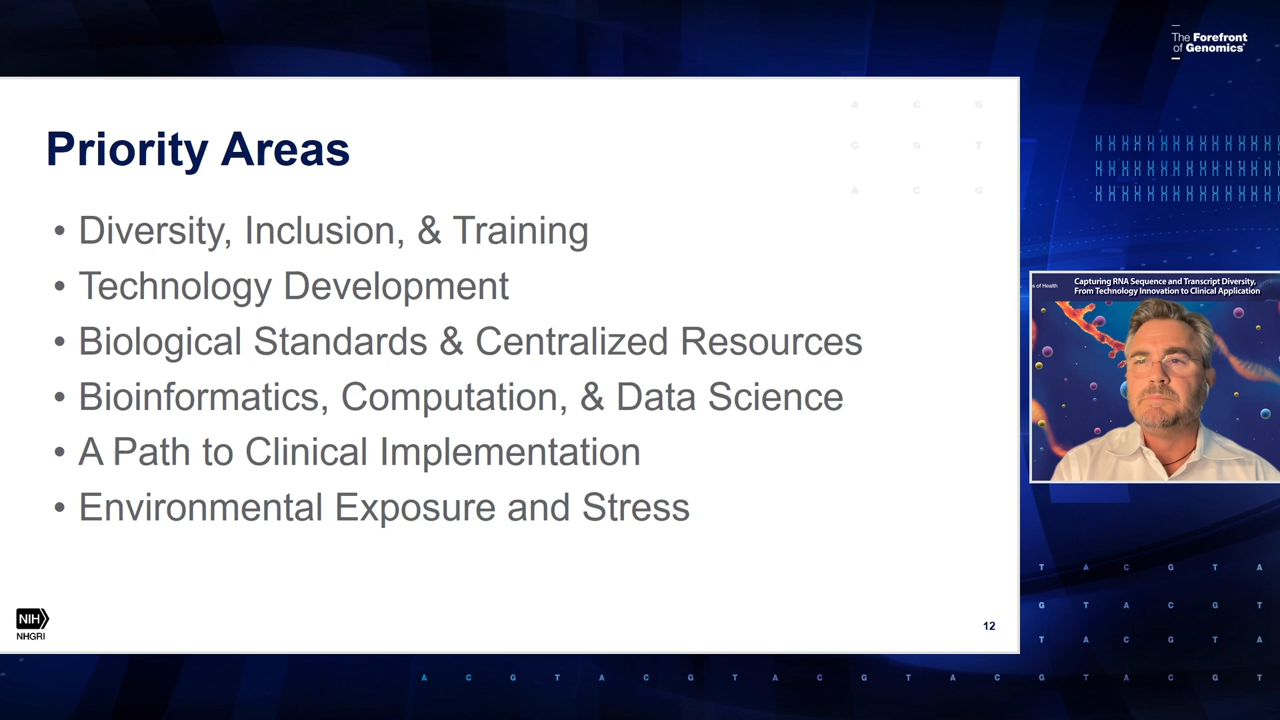 The Forefront
of Genomics®
A C G
C G T
A C G
Priority Areas
• Diversity, Inclusion, & Training
• Technology Development
• Biological Standards & Centralized Resources
• Bioinformatics, Computation, & Data Science
• A Path to Clinical Implementation
• Environmental Exposure and Stress
s of Health
Capturing RNA Sequence and Transcript Diversity,
From Technology Innovation to Clinical Application
NIH
NHGRI
12
T A C G T A
G T A C G T
T A C G T A
A C G T A C G T A C G T A C G T A C G T